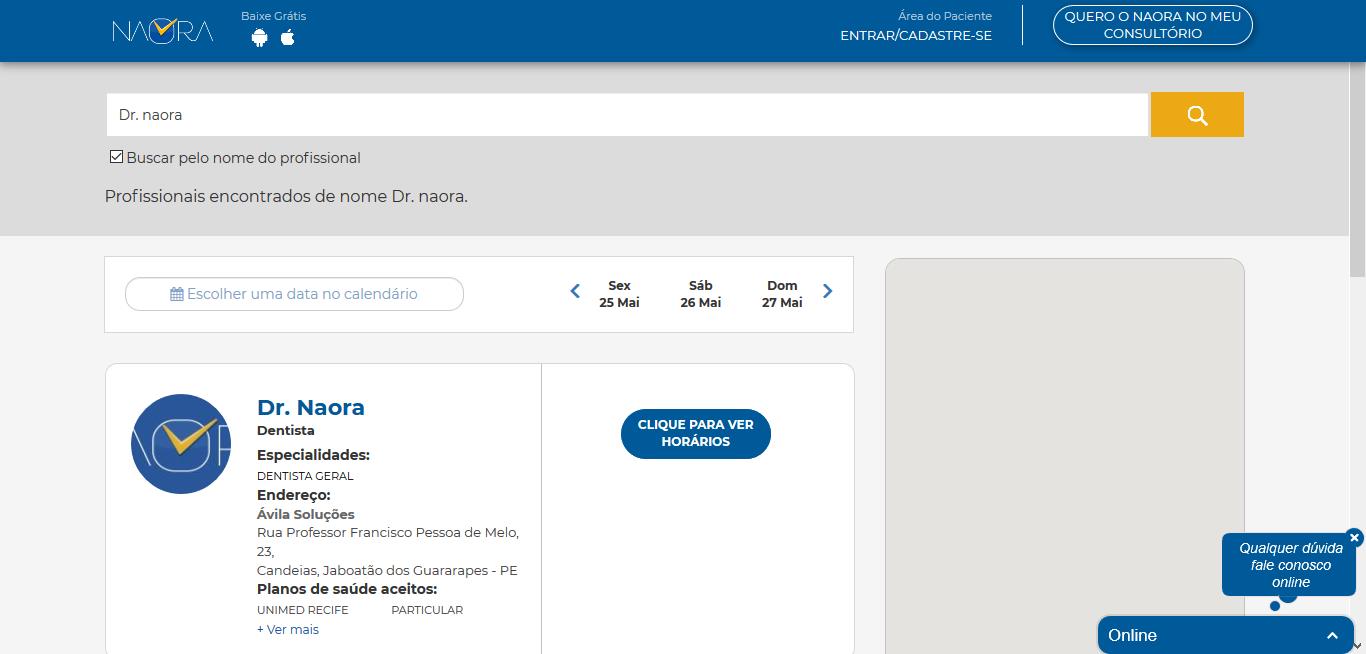 NAORA
Baixe Grátis
Área do Paciente
ENTRAR/CADASTRE-SE
QUERO O NAORA NO MEU
CONSULTÓRIO
Dr. naora
Buscar pelo nome do profissional
Profissionais encontrados de nome Dr. naora.
Escolher uma data no calendário
Sex
25 Mai
Sáb
26 Mai
Dom
27 Mai
Dr. Naora
Dentista
Especialidades:
DENTISTA GERAL
Endereço:
Ávila Soluções
Rua Professor Francisco Pessoa de Melo,
23,
Candeias, Jaboatão dos Guararapes - PE
Planos de saúde aceitos:
UNIMED RECIFE PARTICULAR
+ Ver mais
CLIQUE PARA VER
HORÁRIOS
Qualquer dúvida
fale conosco
online
Online